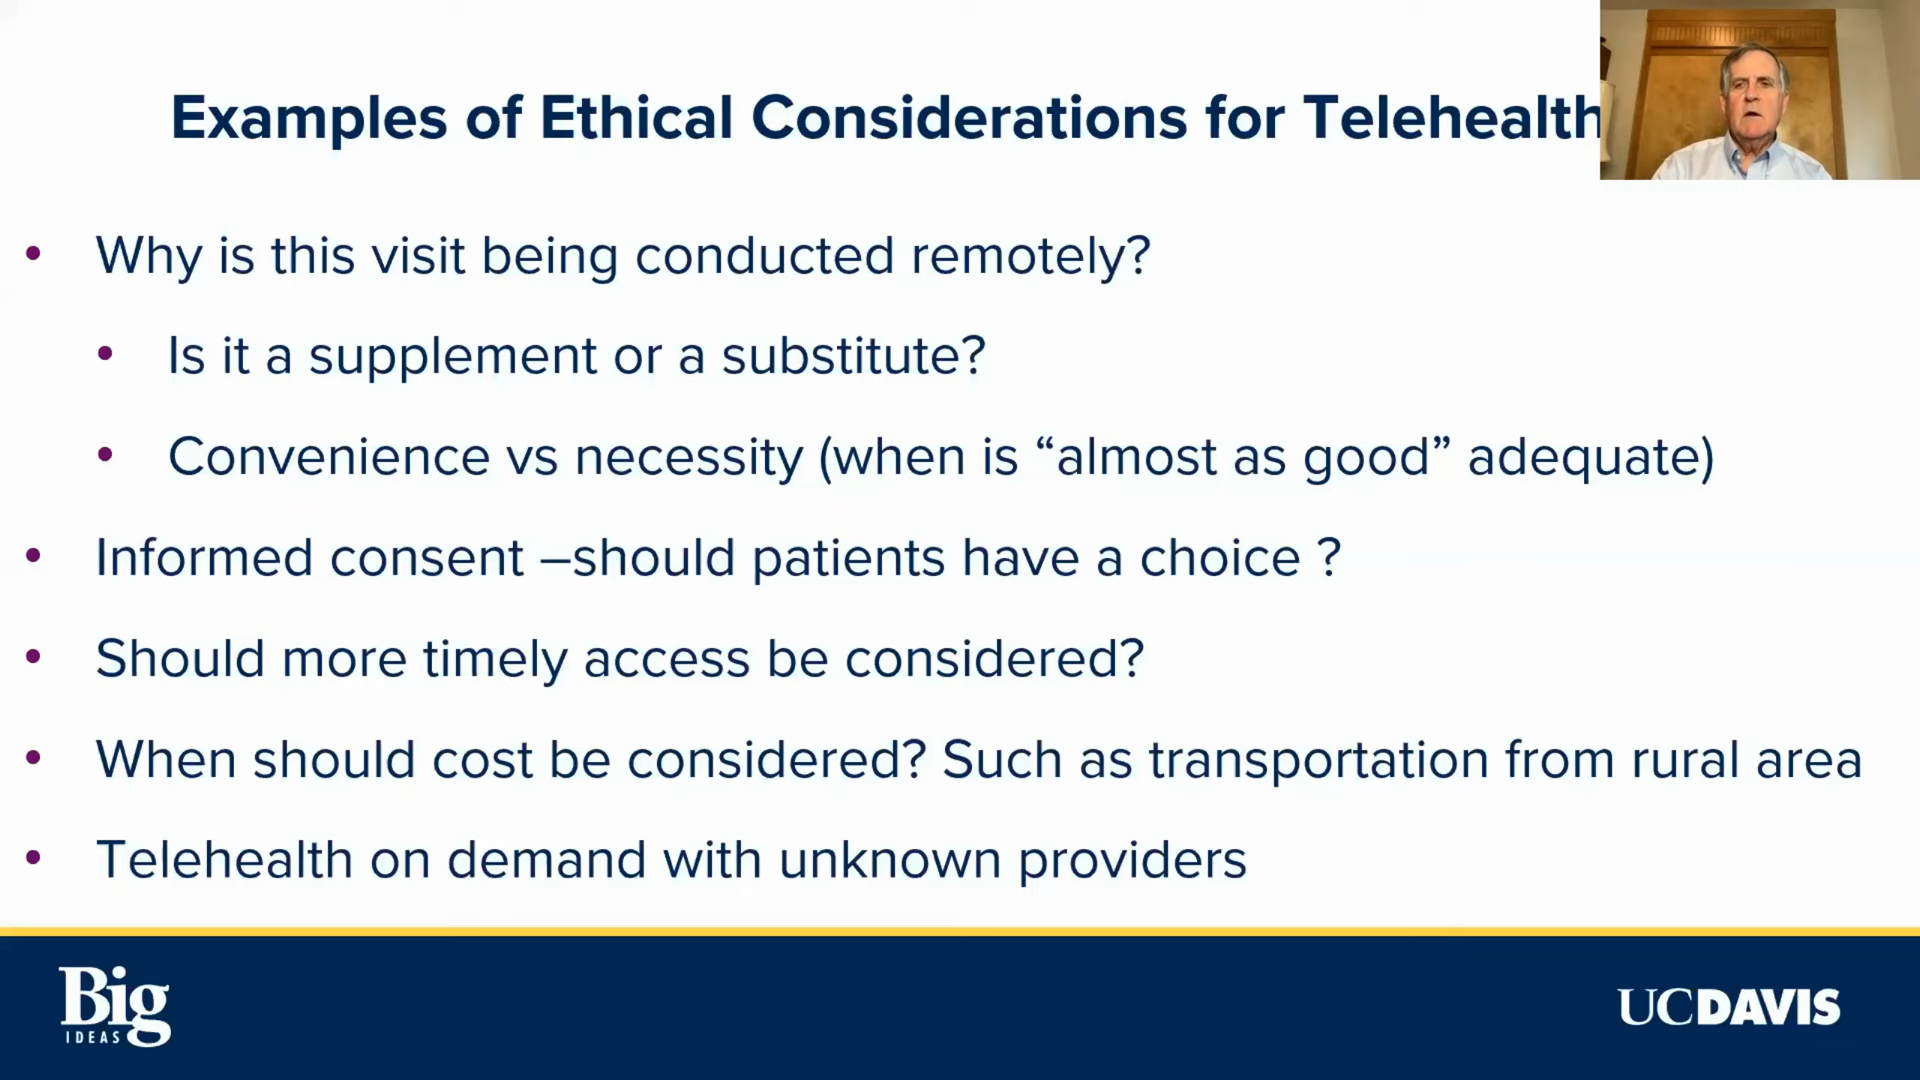 Examples of Ethical Considerations for Telehealth
• Why is this visit being conducted remotely?
• Is it a supplement or a substitute?
• Convenience vs necessity (when is “almost as good” adequate)
• Informed consent –should patients have a choice ?
• Should more timely access be considered?
• When should cost be considered? Such as transportation from rural area
• Telehealth on demand with unknown providers
Big
IDEAS
UCDAVIS